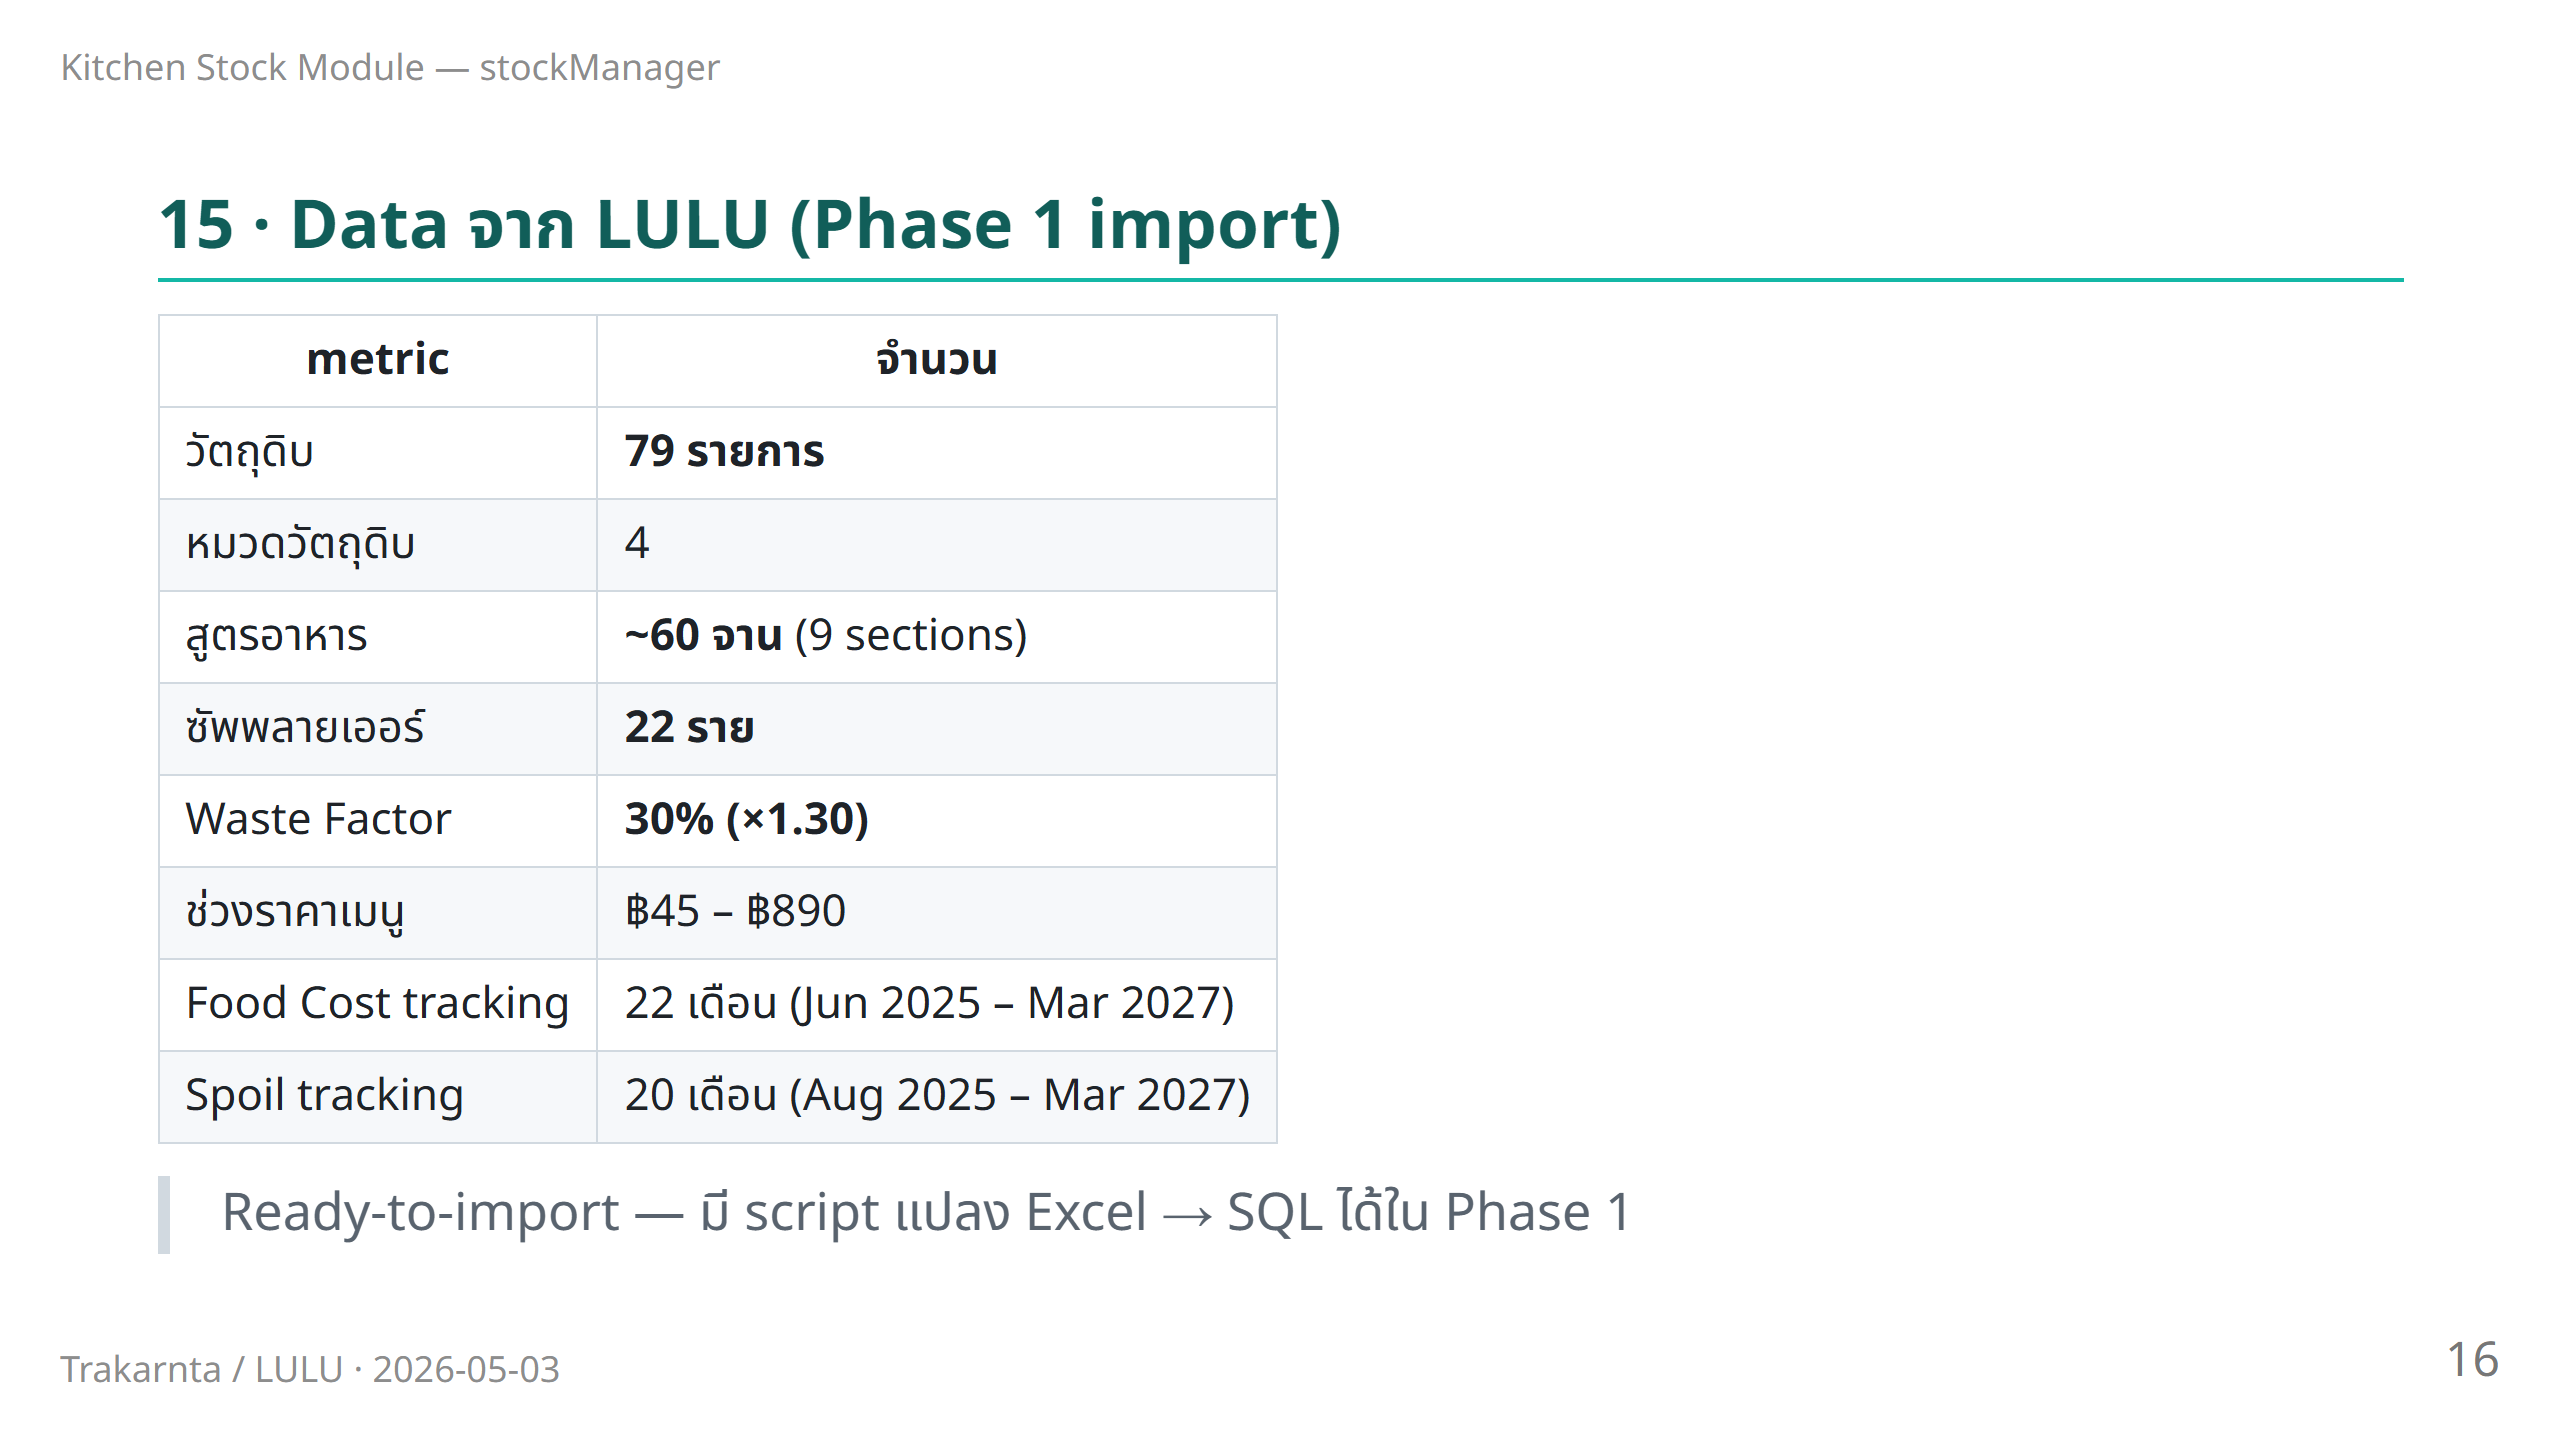 Kitchen Stock Module — stockManager
15 · Data จาก LULU (Phase 1 import)
metric จำนวน
วัตถุดิบ 79 รายการ
หมวดวัตถุดิบ 4
สูตรอาหาร ~60 จาน (9 sections)
ซัพพลายเออร์ 22 ราย
Waste Factor 30% (×1.30)
ช่วงราคาเมนู ฿45 – ฿890
Food Cost tracking 22 เดือน (Jun 2025 – Mar 2027)
Spoil tracking 20 เดือน (Aug 2025 – Mar 2027)
Ready-to-import — มี script แปลง Excel → SQL ได้ใน Phase 1
Trakarnta / LULU · 2026-05-03
16